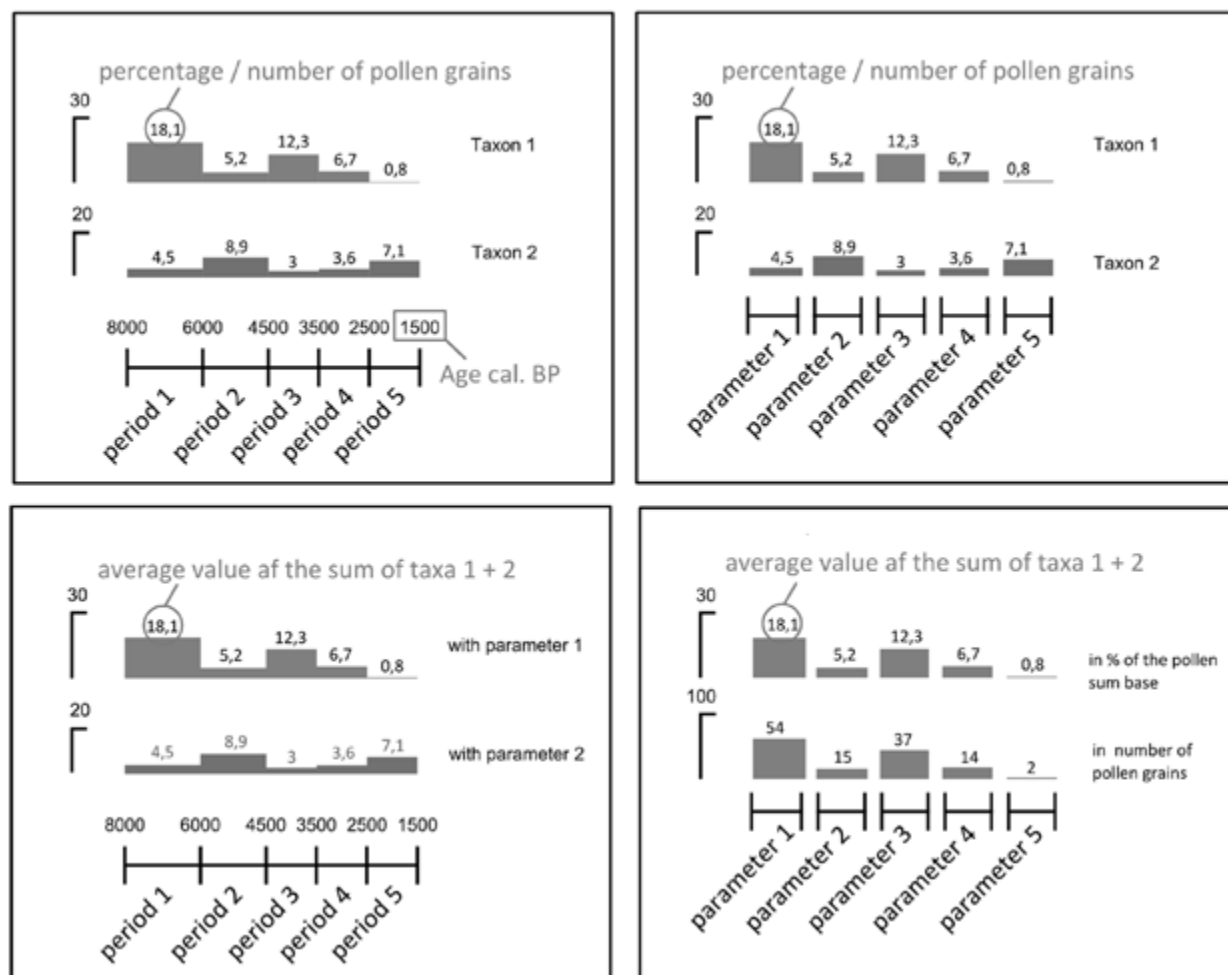 percentage / number of pollen grains
30
18,1
5,2
12,3
6,7
0,8
Taxon 1
20
4,5
8,9
3
3,6
7,1
Taxon 2
8000 6000 4500 3500 2500 1500
Age cal. BP
period 1
period 2
period 3
period 4
period 5
percentage / number of pollen grains
30
18,1
5,2
12,3
6,7
0,8
Taxon 1
20
4,5
8,9
3
3,6
7,1
Taxon 2
parameter 1
parameter 2
parameter 3
parameter 4
parameter 5
average value af the sum of taxa 1 + 2
30
18,1
5,2
12,3
6,7
0,8
with parameter 1
20
4,5
8,9
3
3,6
7,1
with parameter 2
8000 6000 4500 3500 2500 1500
period 1
period 2
period 3
period 4
period 5
average value af the sum of taxa 1 + 2
30
18,1
5,2
12,3
6,7
0,8
in % of the pollen
sum base
100
54
15
37
14
2
in number of
pollen grains
parameter 1
parameter 2
parameter 3
parameter 4
parameter 5